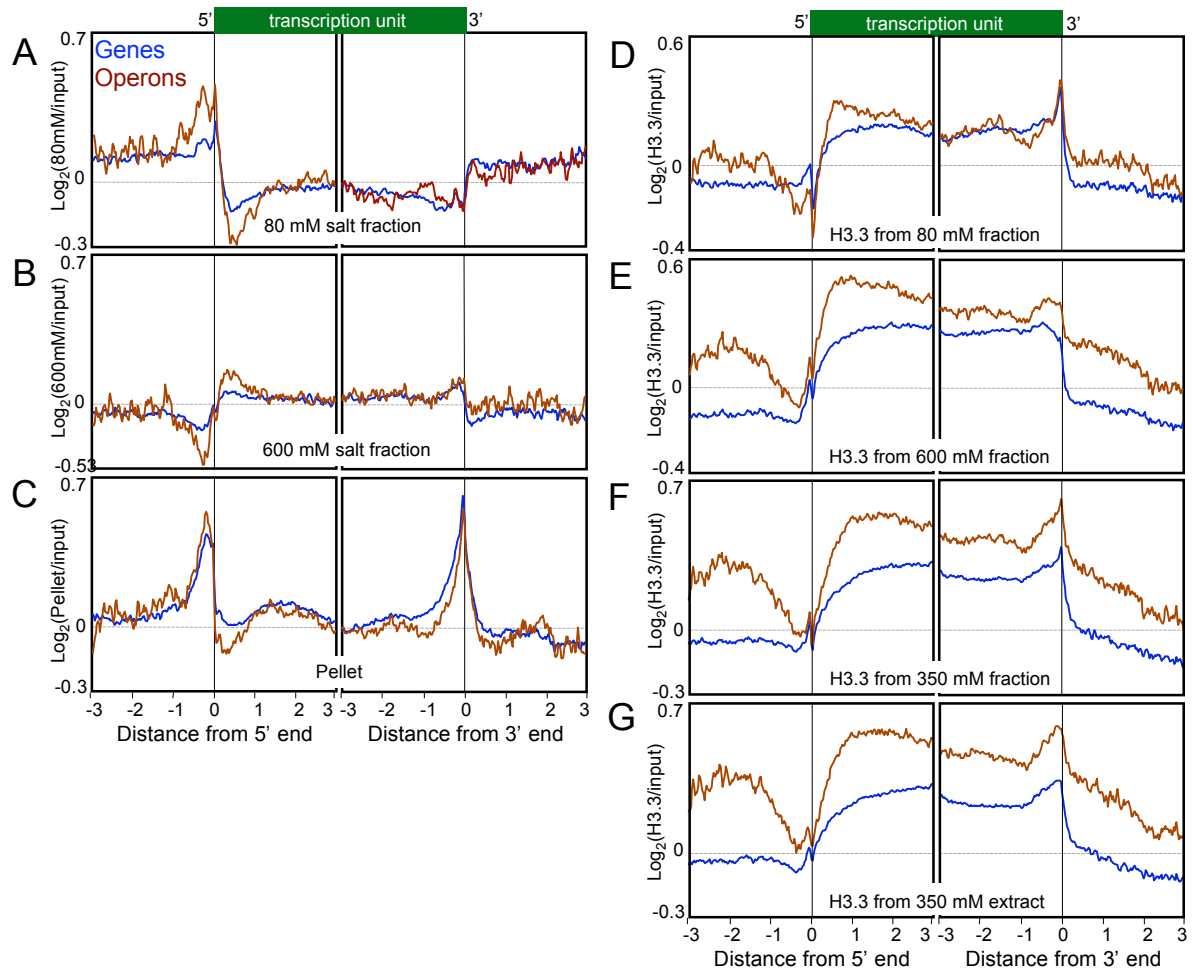 5’ transcription unit 3’
A
0.7
Genes
Operons
Log2(80mM/input)
0
-0.3
80 mM salt fraction
B
0.7
Log2(600mM/input)
0
-0.53
600 mM salt fraction
C
0.7
Log2(Pellet/input)
0
-0.3
Pellet
-3 -2 -1 0 1 2 3 -2 -1 0 1 2 3
Distance from 5’ end Distance from 3’ end
5’ transcription unit 3’
D
0.6
Log2(H3.3/input)
0
-0.4
H3.3 from 80 mM fraction
E
0.6
Log2(H3.3/input)
0
-0.4
H3.3 from 600 mM fraction
F
0.7
Log2(H3.3/input)
0
-0.3
H3.3 from 350 mM fraction
G
0.7
Log2(H3.3/input)
0
-0.3
H3.3 from 350 mM extract
-3 -2 -1 0 1 2 3 -2 -1 0 1 2 3
Distance from 5’ end Distance from 3’ end